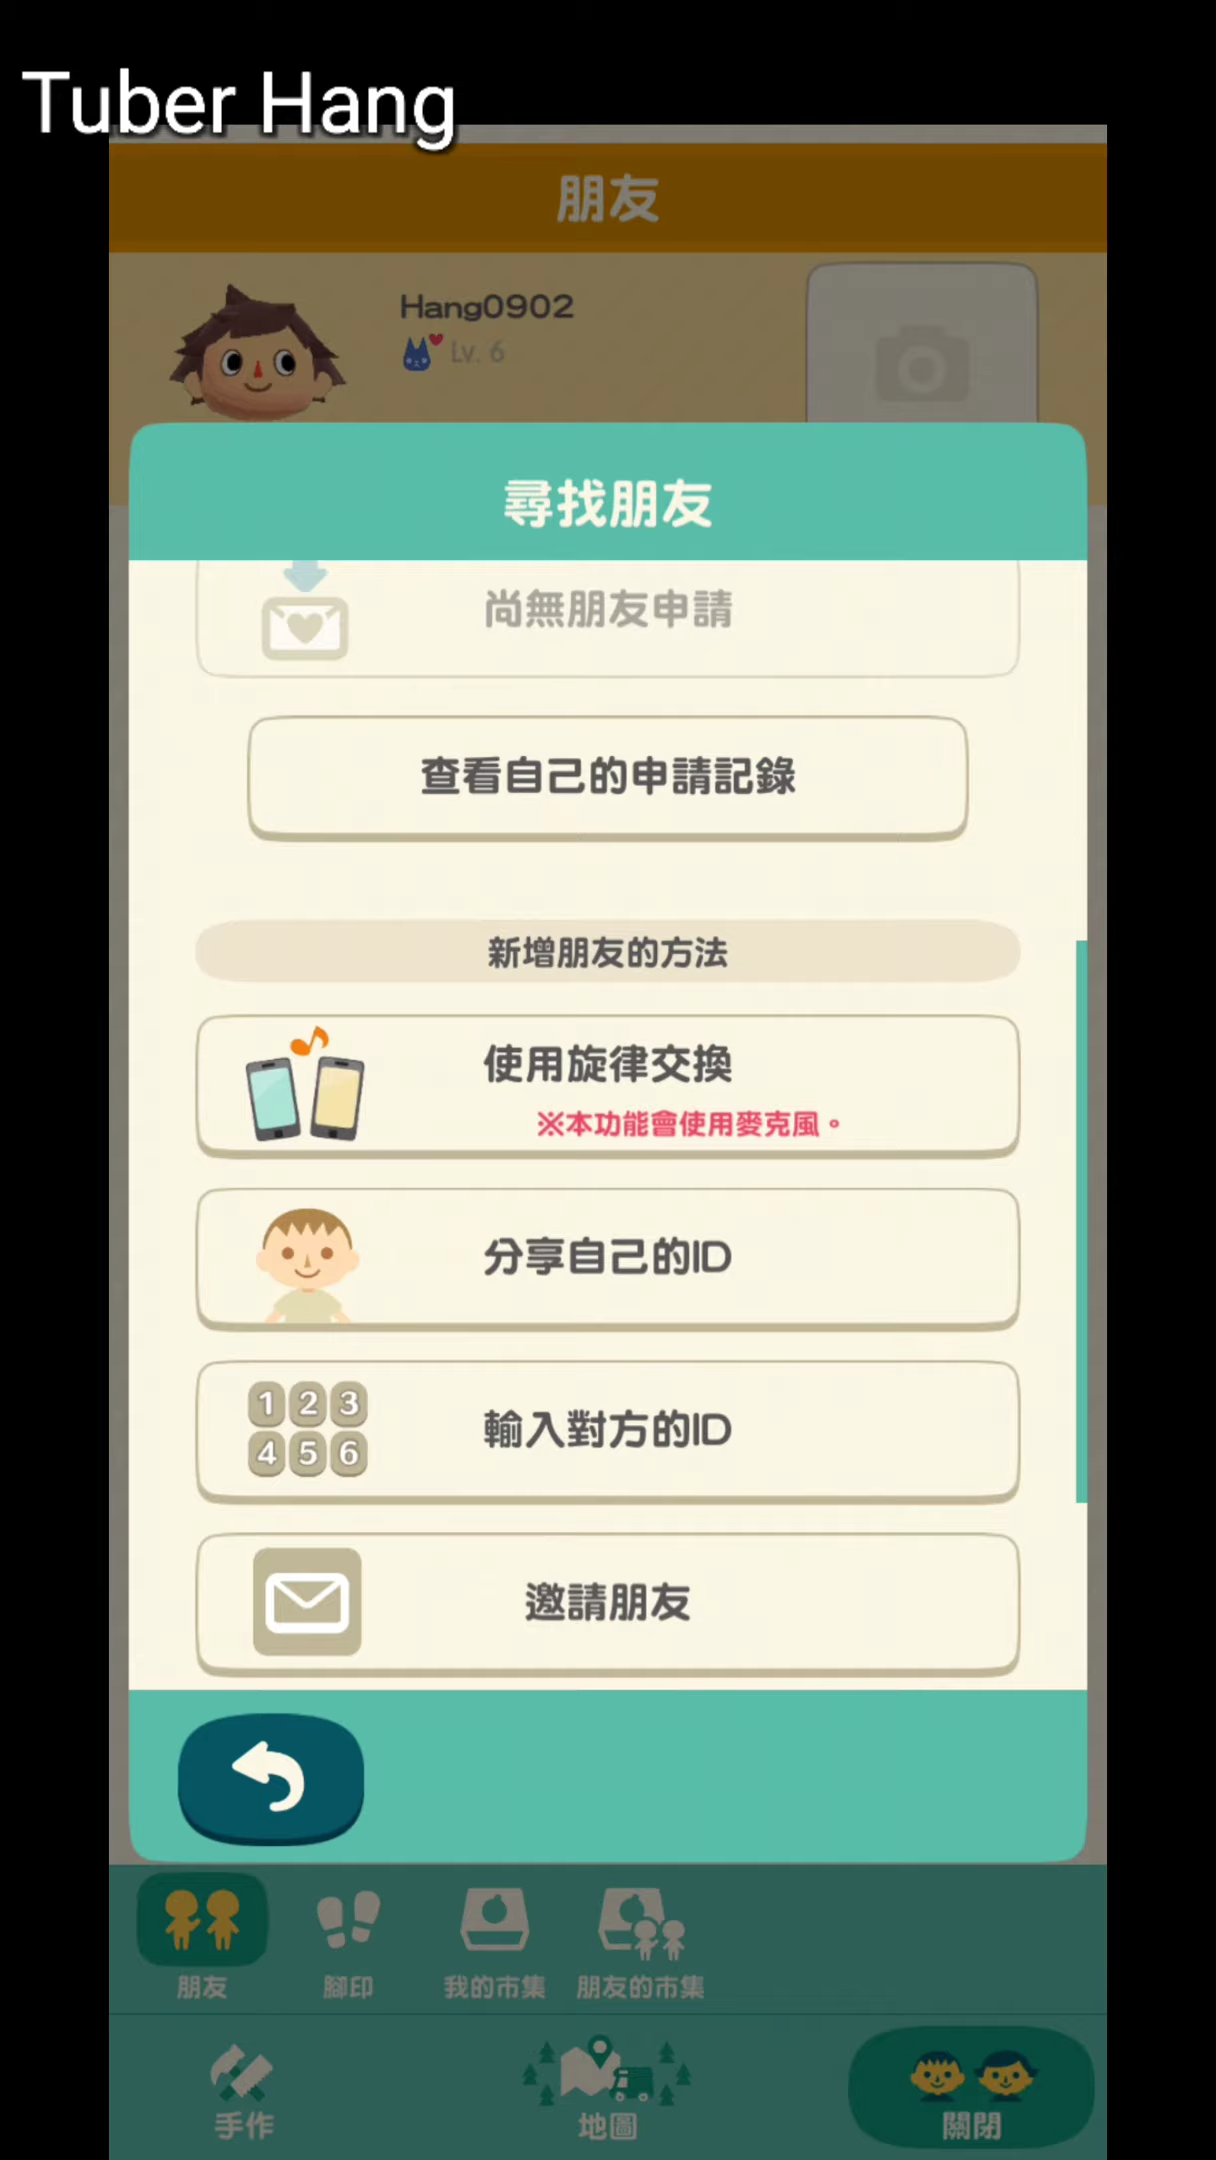 Tuber Hang
朋友
Hang0902
Lv. 6
尋找朋友
尚無朋友申請
查看自己的申請記錄
新增朋友的方法
使用旋律交換
※本功能會使用麥克風。
分享自己的ID
1 2 3
4 5 6
輸入對方的ID
邀請朋友
朋友 腳印 我的市集 朋友的市集
手作 地圖 關閉